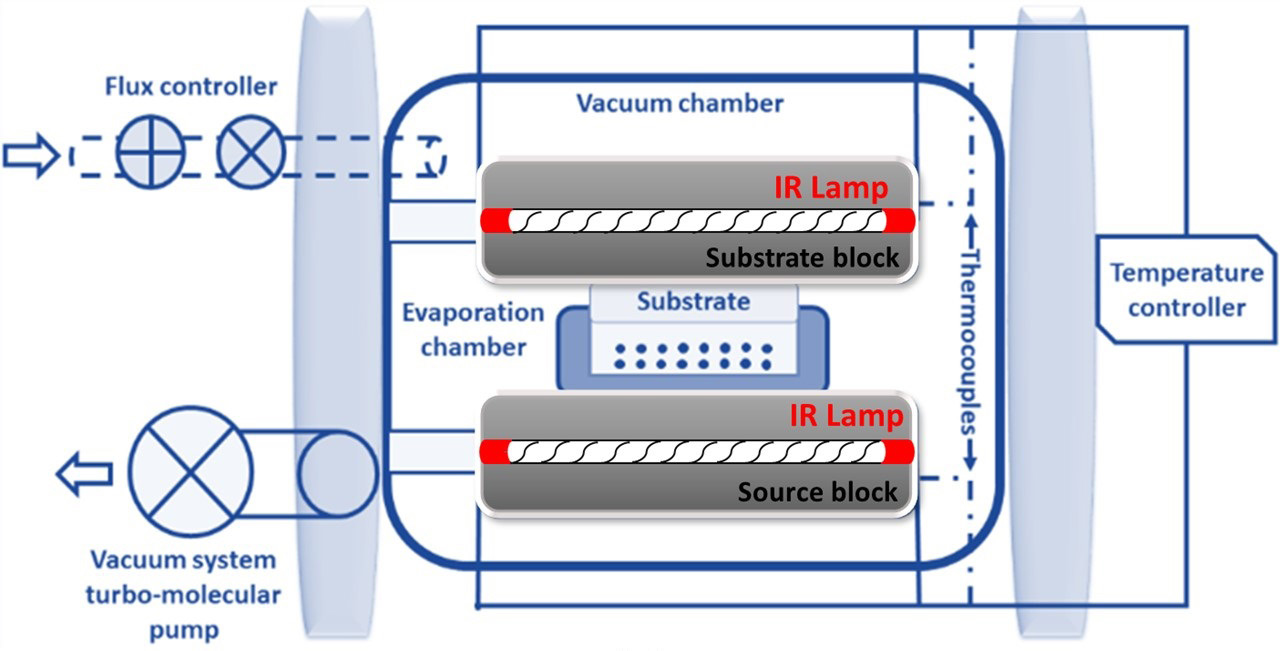 Flux controller
Vacuum chamber
IR Lamp
Substrate block
Evaporation
chamber
Substrate
Thermocouples
Temperature
controller
IR Lamp
Source block
Vacuum system
turbo-molecular
pump